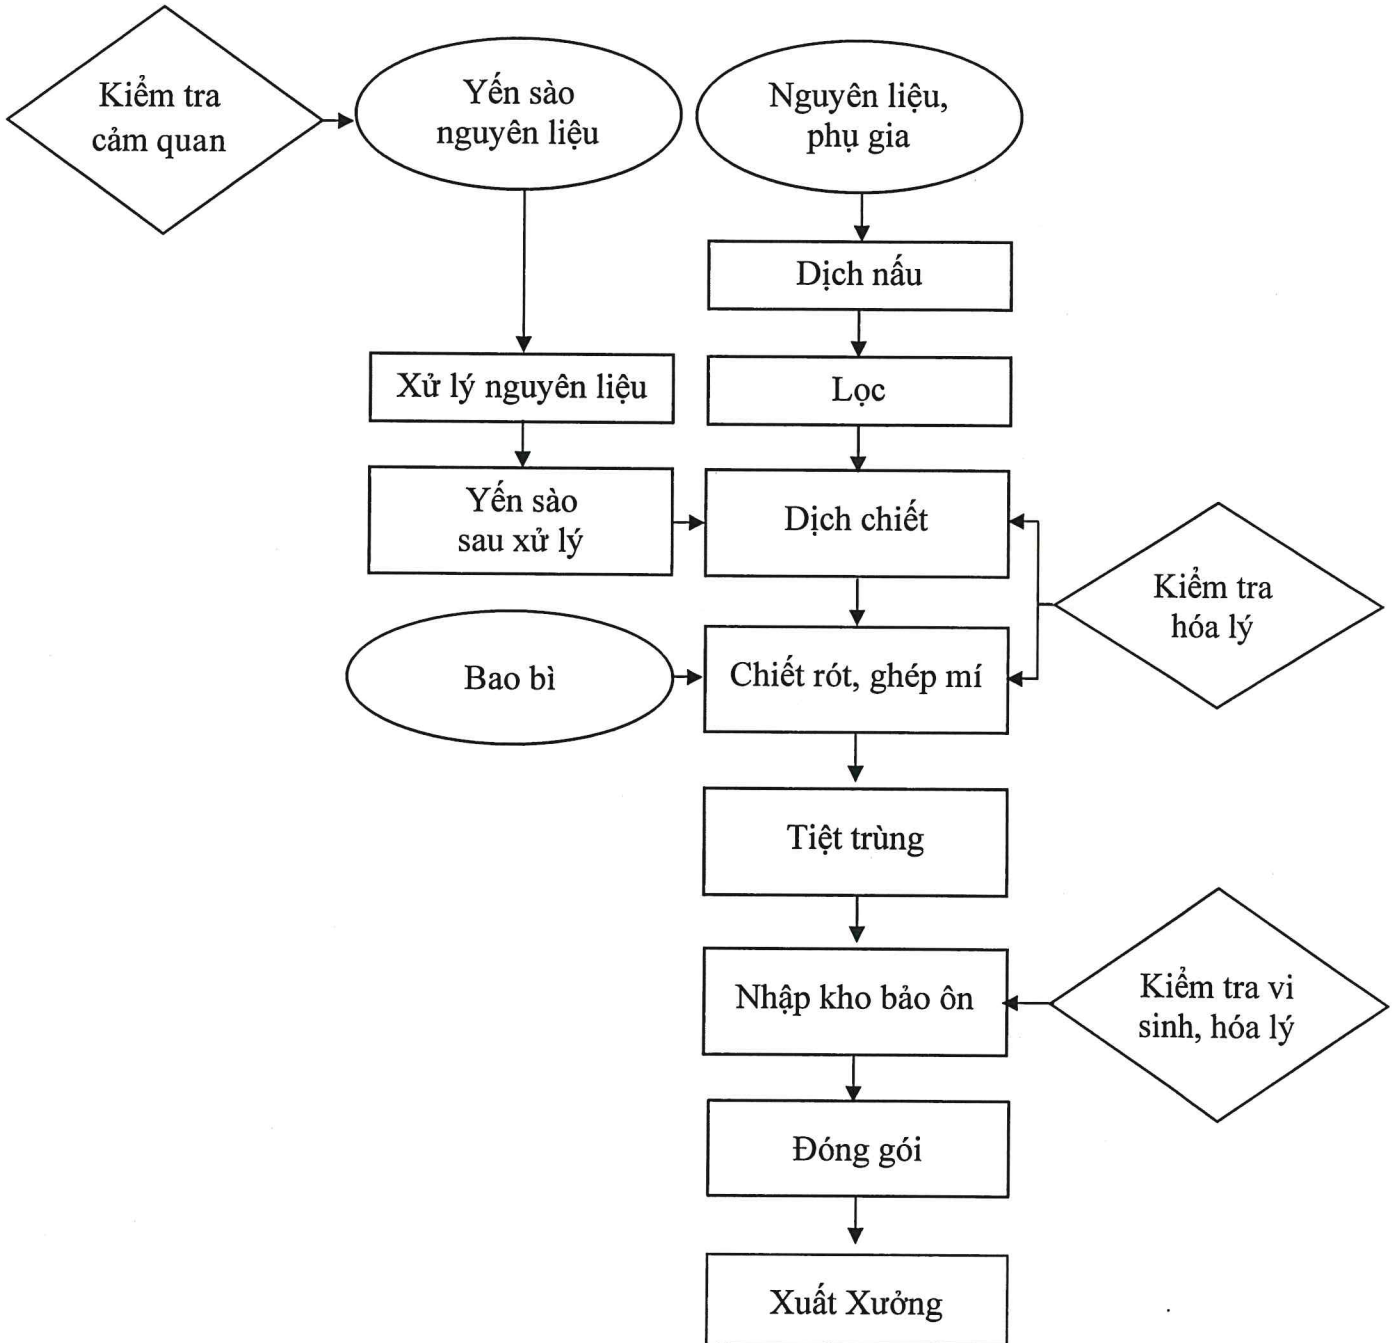 Kiểm tra
cảm quan
Yến sào
nguyên liệu
Nguyên liệu,
phụ gia
Dịch nấu
Xử lý nguyên liệu
Lọc
Yến sào
sau xử lý
Dịch chiết
Kiểm tra
hóa lý
Bao bì
Chiết rót, ghép mí
Tiệt trùng
Nhập kho bảo ôn
Kiểm tra vi
sinh, hóa lý
Đóng gói
Xuất Xưởng